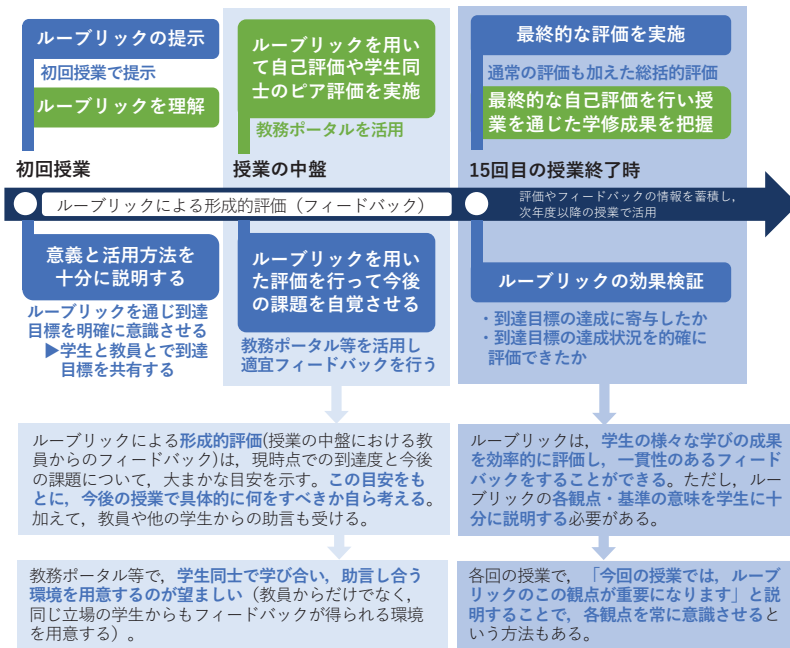 ルーブリックの提示
初回授業で提示
ルーブリックを理解
初回授業
ルーブリックを用い
て自己評価や学生同
士のピア評価を実施
教務ポータルを活用
授業の中盤
最終的な評価を実施
通常の評価も加えた総括的評価
最終的な自己評価を行い授
業を通じた学修成果を把握
15回目の授業終了時
ルーブリックによる形成的評価（フィードバック）
評価やフィードバックの情報を蓄積し，
次年度以降の授業で活用
意義と活用方法を
十分に説明する
ルーブリックを通じ到達
目標を明確に意識させる
▶学生と教員とで到達
目標を共有する
ルーブリックを用い
た評価を行って今後
の課題を自覚させる
教務ポータル等を活用し
適宜フィードバックを行う
ルーブリックの効果検証
・到達目標の達成に寄与したか
・到達目標の達成状況を的確に
評価できたか
ルーブリックによる形成的評価(授業の中盤における教
員からのフィードバック)は，現時点での到達度と今後
の課題について，大まかな目安を示す。この目安をも
とに，今後の授業で具体的に何をすべきか自ら考える。
加えて，教員や他の学生からの助言も受ける。
ルーブリックは，学生の様々な学びの成果
を効率的に評価し，一貫性のあるフィード
バックをすることができる。ただし，ルー
ブリックの各観点・基準の意味を学生に十
分に説明する必要がある。
教務ポータル等で，学生同士で学び合い，助言し合う
環境を用意するのが望ましい（教員からだけでなく，
同じ立場の学生からもフィードバックが得られる環境
を用意する）。
各回の授業で，「今回の授業では，ルーブ
リックのこの観点が重要になります」と説
明することで，各観点を常に意識させると
いう方法もある。